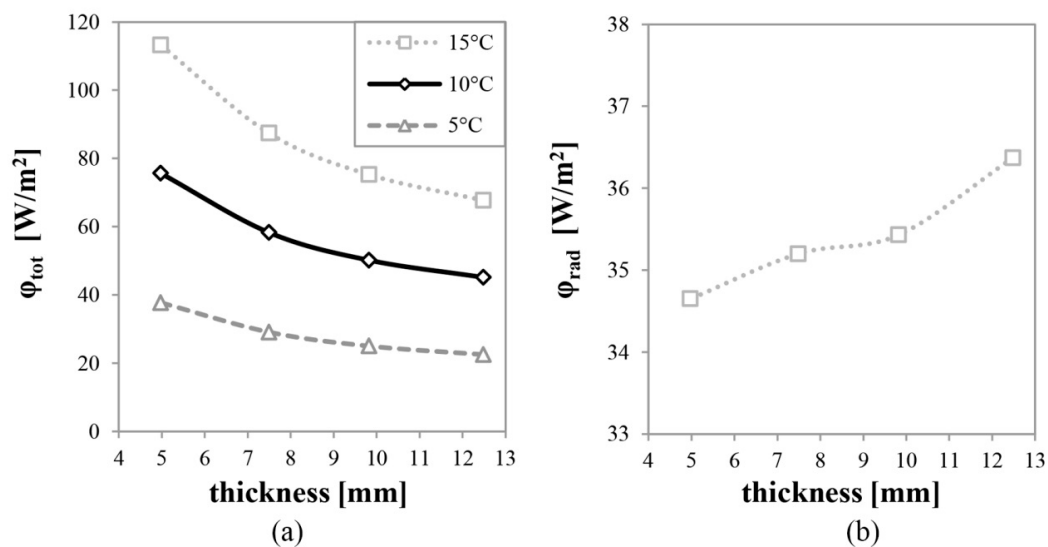 120
100
80
60
40
20
0
φtot [W/m²]
15°C
10°C
5°C
4 5 6 7 8 9 10 11 12 13
thickness [mm]
(a)
38
37
36
35
34
33
φrad [W/m²]
4 5 6 7 8 9 10 11 12 13
thickness [mm]
(b)